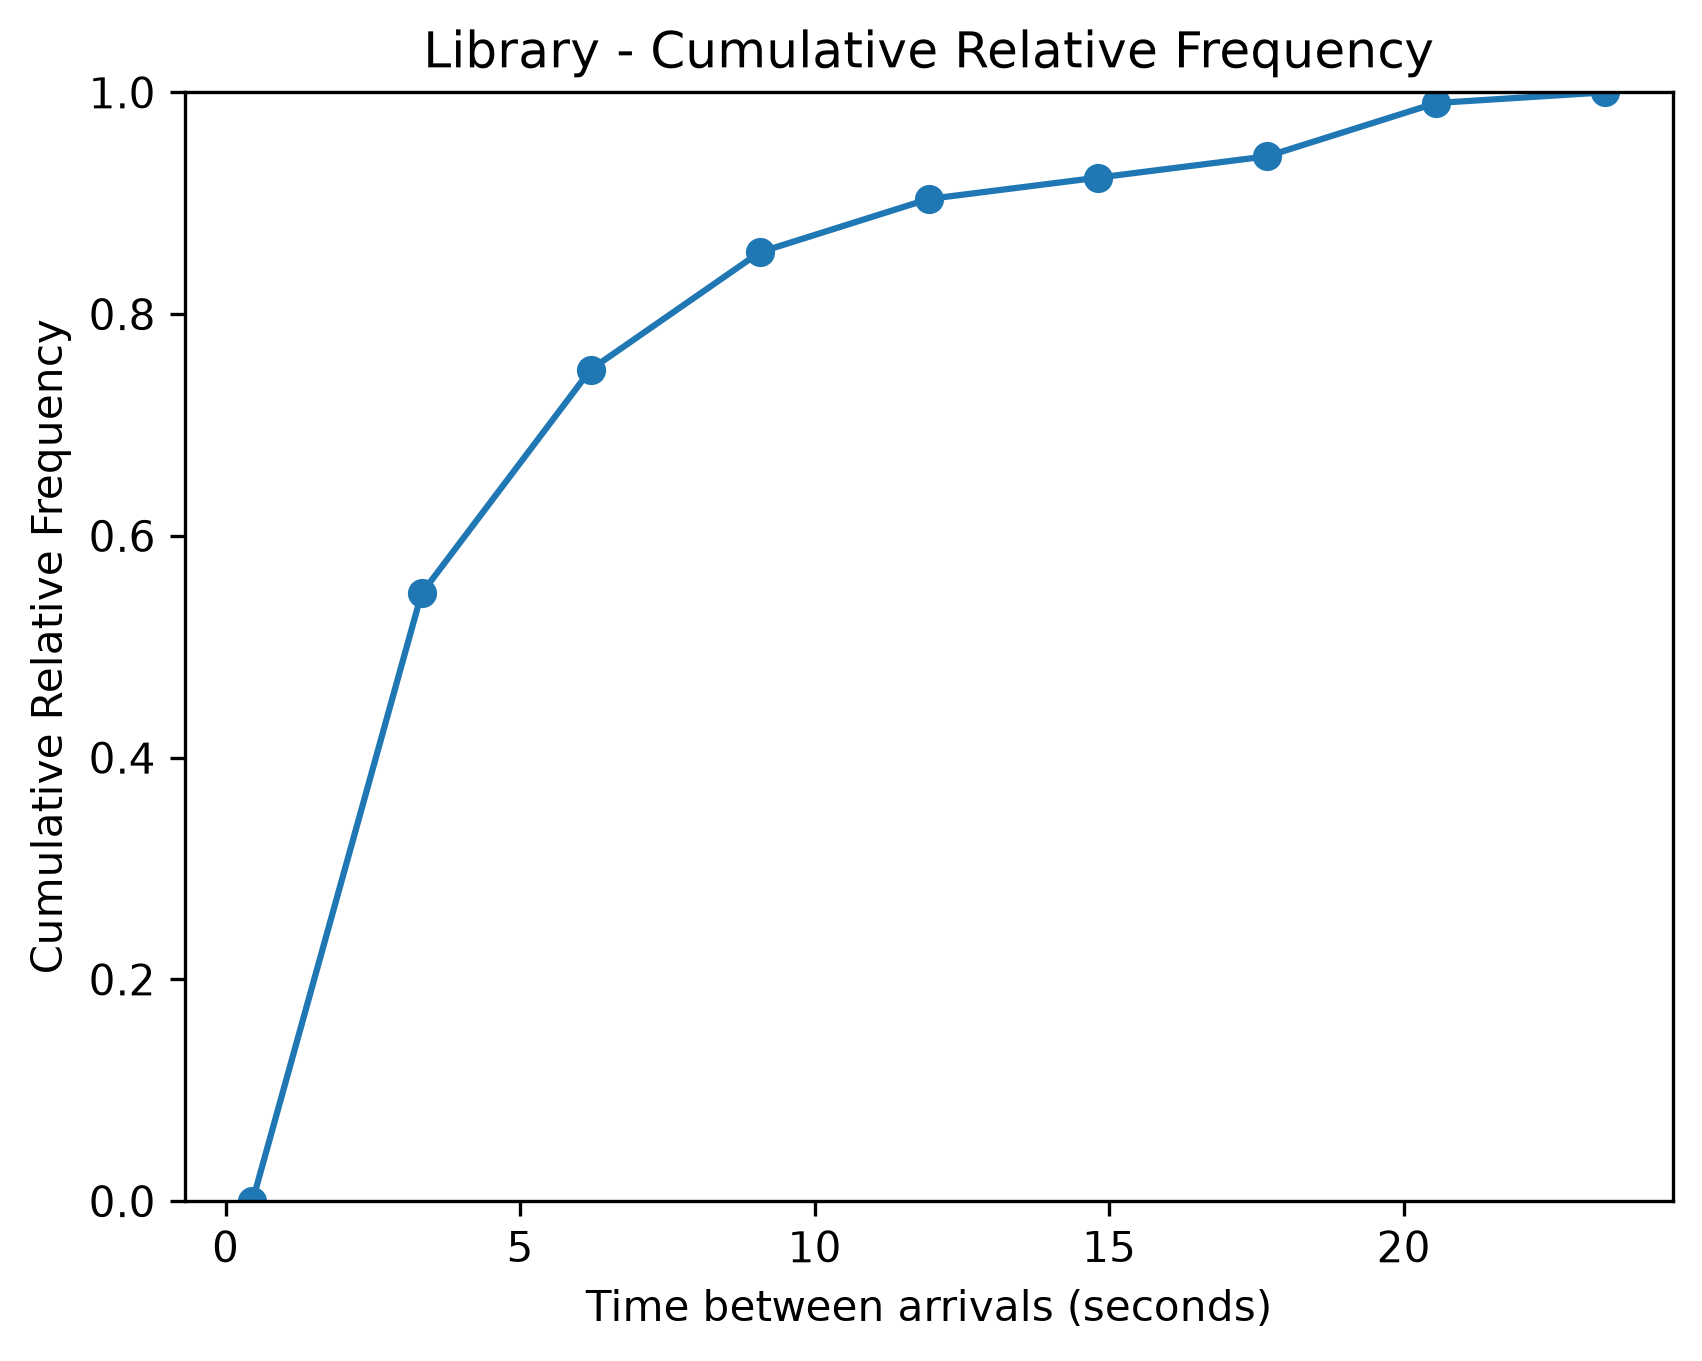 Library - Cumulative Relative Frequency
1.0
0.8
0.6
0.4
0.2
0.0
Cumulative Relative Frequency
0 5 10 15 20
Time between arrivals (seconds)